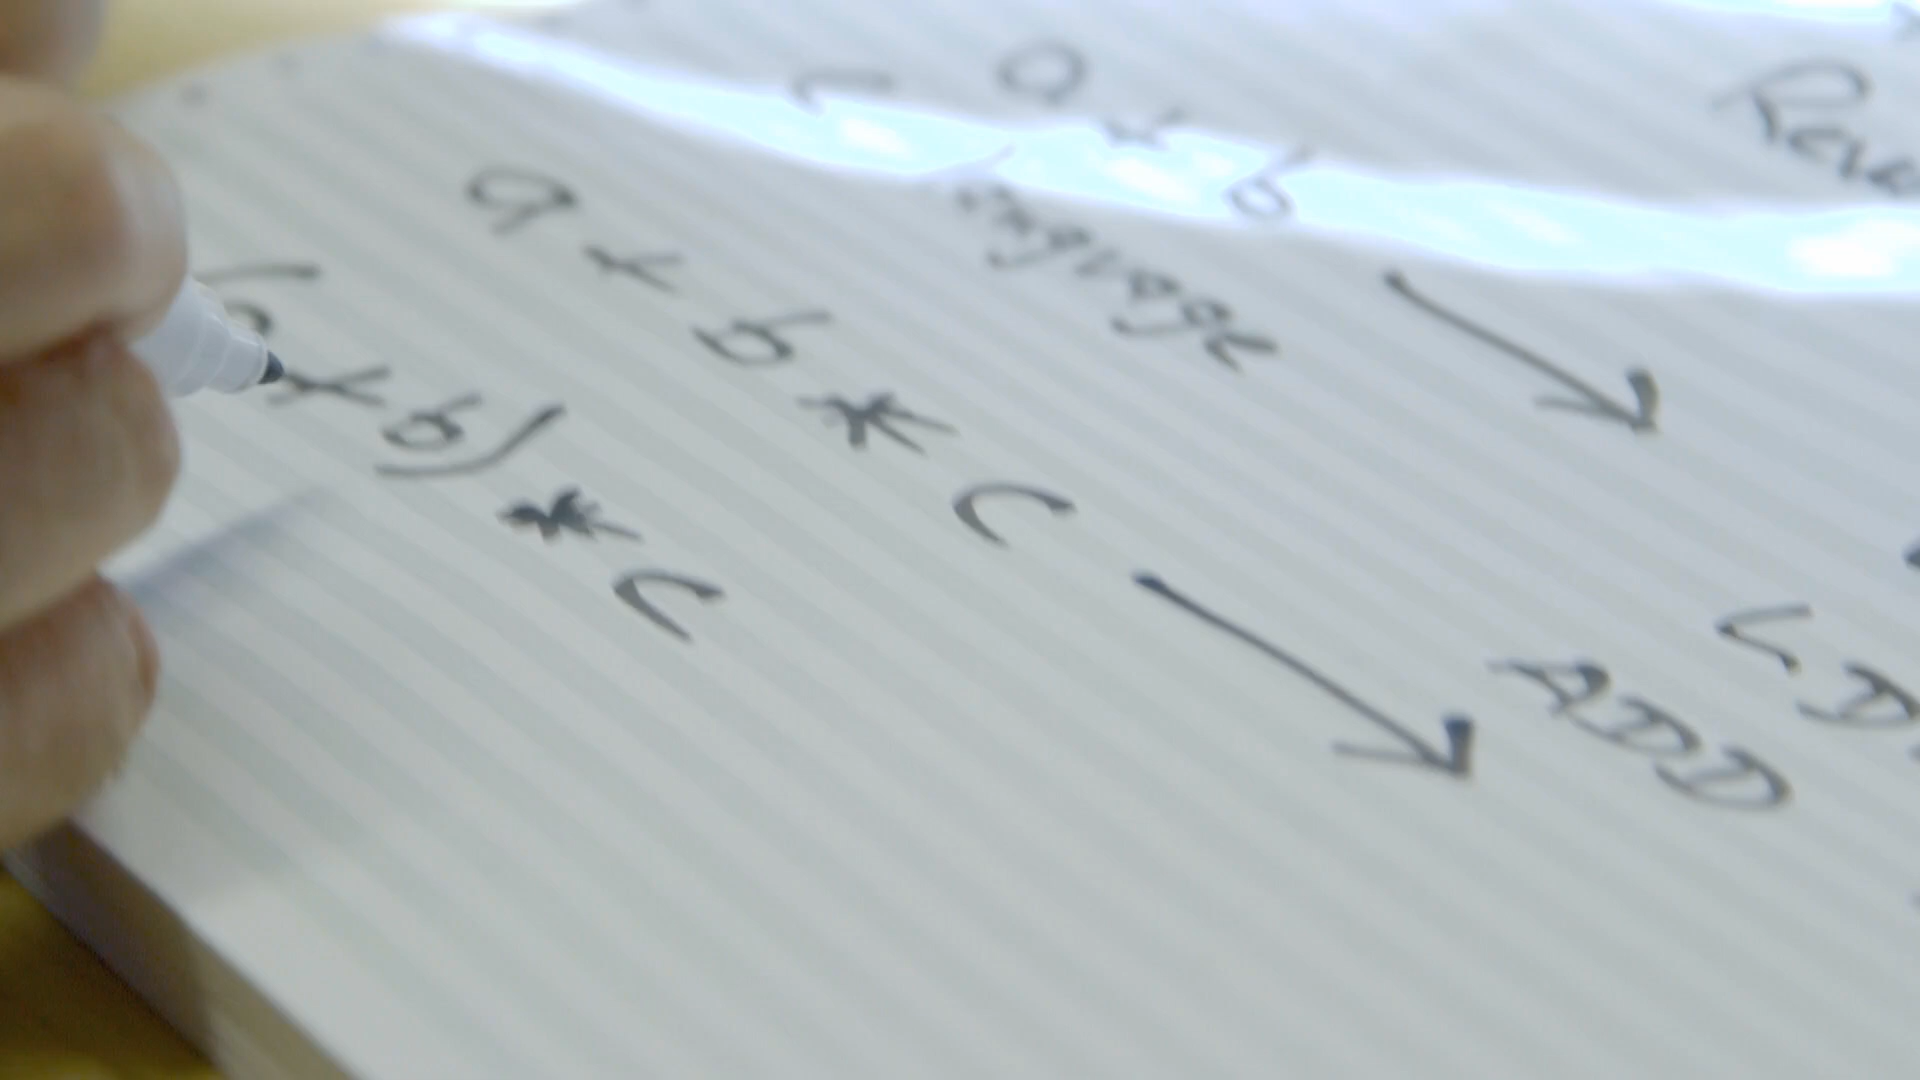 a + b
language
a + b * c
ADD
(a + b) * c